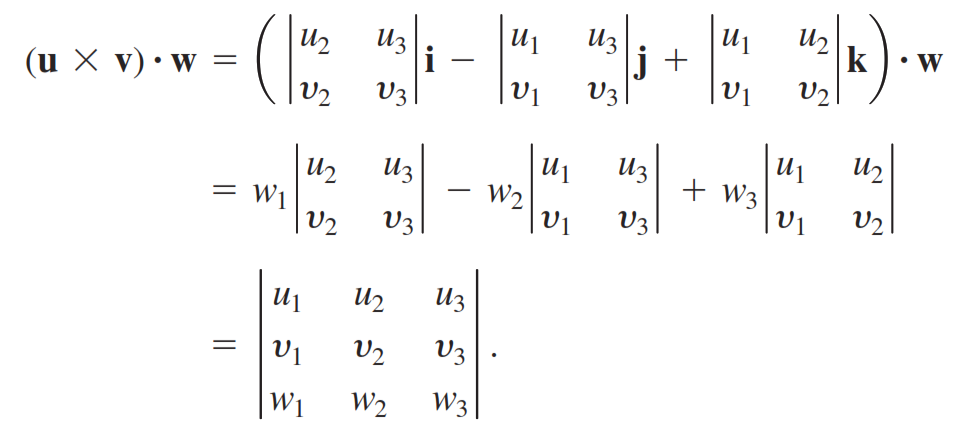 (u × v) · w = ( | u₂ u₃ ; v₂ v₃ | i − | u₁ u₃ ; v₁ v₃ | j + | u₁ u₂ ; v₁ v₂ | k ) · w
= w₁ | u₂ u₃ ; v₂ v₃ | − w₂ | u₁ u₃ ; v₁ v₃ | + w₃ | u₁ u₂ ; v₁ v₂ |
= | u₁ u₂ u₃ ; v₁ v₂ v₃ ; w₁ w₂ w₃ | .